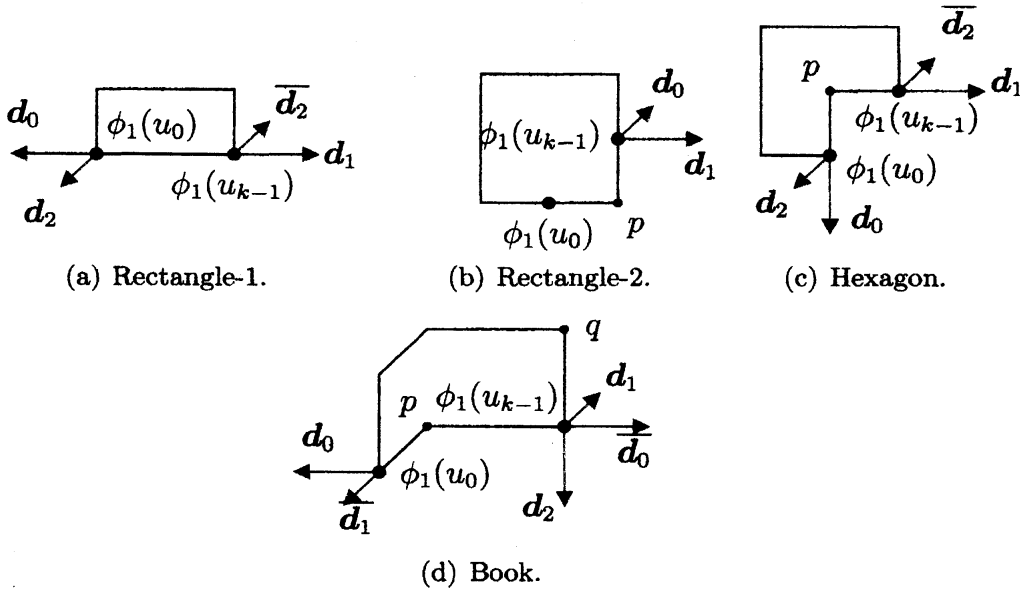 d₀
ϕ₁(u₀)
d̅₂
d₁
d₂
ϕ₁(uₖ₋₁)
(a) Rectangle-1.
d₀
ϕ₁(uₖ₋₁)
d₁
ϕ₁(u₀)
p
(b) Rectangle-2.
d̅₂
p
d₁
ϕ₁(uₖ₋₁)
ϕ₁(u₀)
d₂
d₀
(c) Hexagon.
q
d₁
p
ϕ₁(uₖ₋₁)
d₀
d̅₀
ϕ₁(u₀)
d̅₁
d₂
(d) Book.